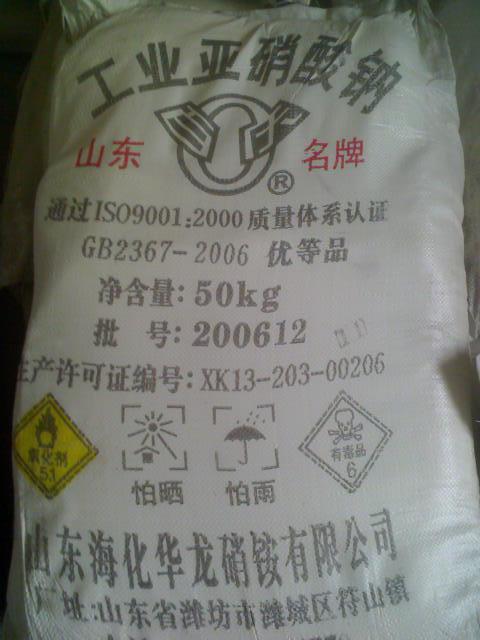 工业亚硝酸钠
山东 名牌
®
通过ISO9001:2000质量体系认证
GB2367-2006 优等品
净含量:50kg
批 号:200612
生产许可证编号:XK13-203-00206
氧化剂
5.1
怕晒
怕雨
有毒品
6
山东海化华龙硝铵有限公司
厂址:山东省潍坊市潍城区符山镇